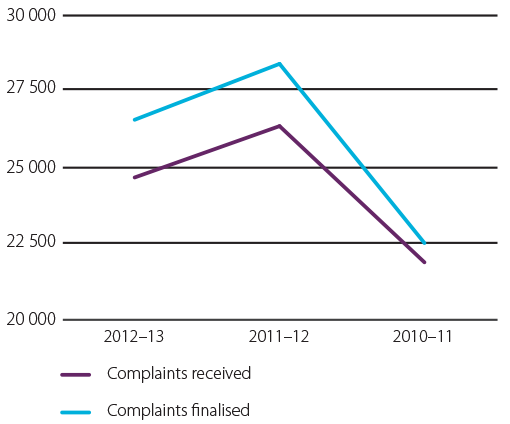 30 000
27 500
25 000
22 500
20 000
2012–13 2011–12 2010–11
Complaints received
Complaints finalised